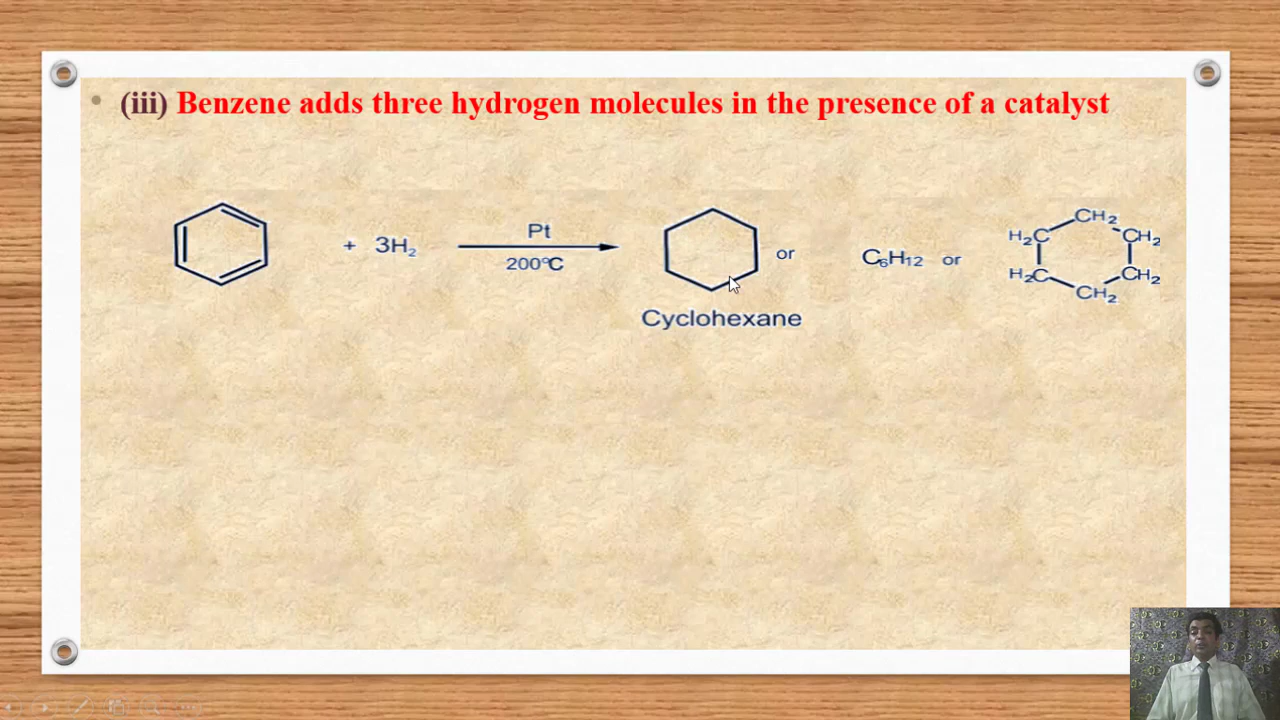 • (iii) Benzene adds three hydrogen molecules in the presence of a catalyst
+ 3H₂
Pt
200°C
or
C₆H₁₂ or
CH₂
H₂C CH₂
H₂C CH₂
CH₂
Cyclohexane